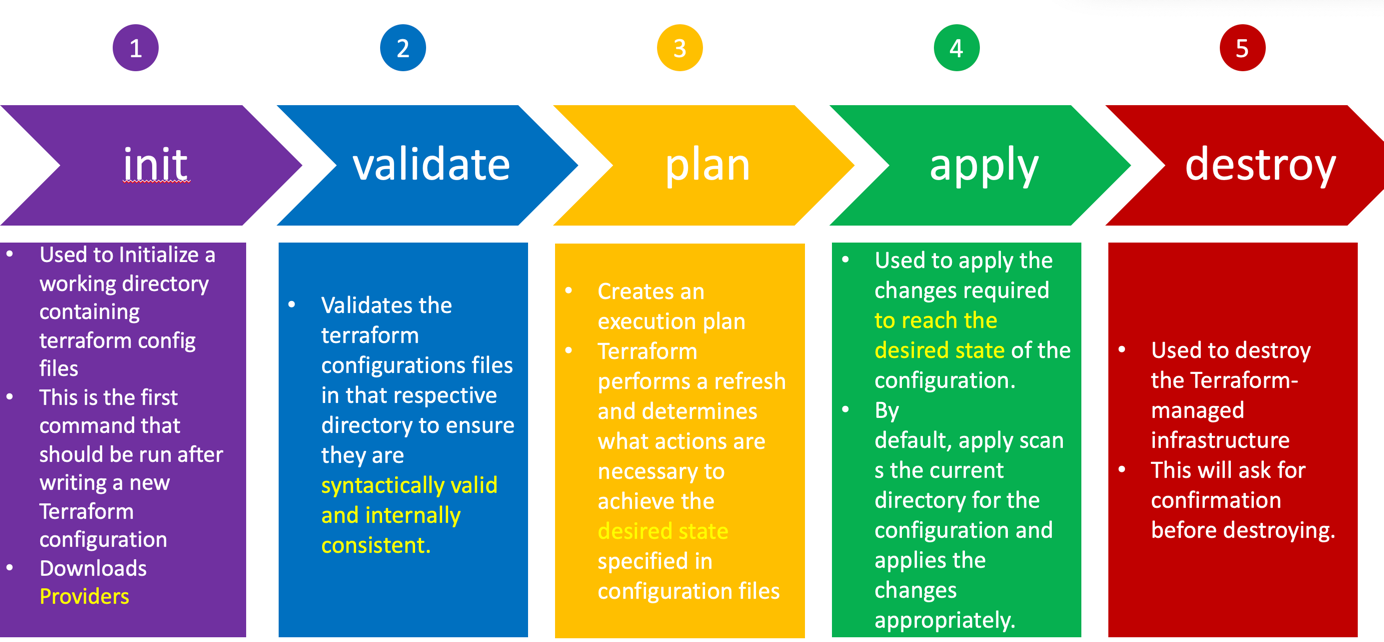 1
2
3
4
5
init
validate
plan
apply
destroy
• Used to Initialize a
working directory
containing
terraform config
files
• This is the first
command that
should be run after
writing a new
Terraform
configuration
• Downloads
Providers
• Validates the
terraform
configurations files
in that respective
directory to ensure
they are
syntactically valid
and internally
consistent.
• Creates an
execution plan
• Terraform
performs a refresh
and determines
what actions are
necessary to
achieve the
desired state
specified in
configuration files
• Used to apply the
changes required
to reach the
desired state of the
configuration.
• By
default, apply scan
s the current
directory for the
configuration and
applies the
changes
appropriately.
• Used to destroy
the Terraform-
managed
infrastructure
• This will ask for
confirmation
before destroying.